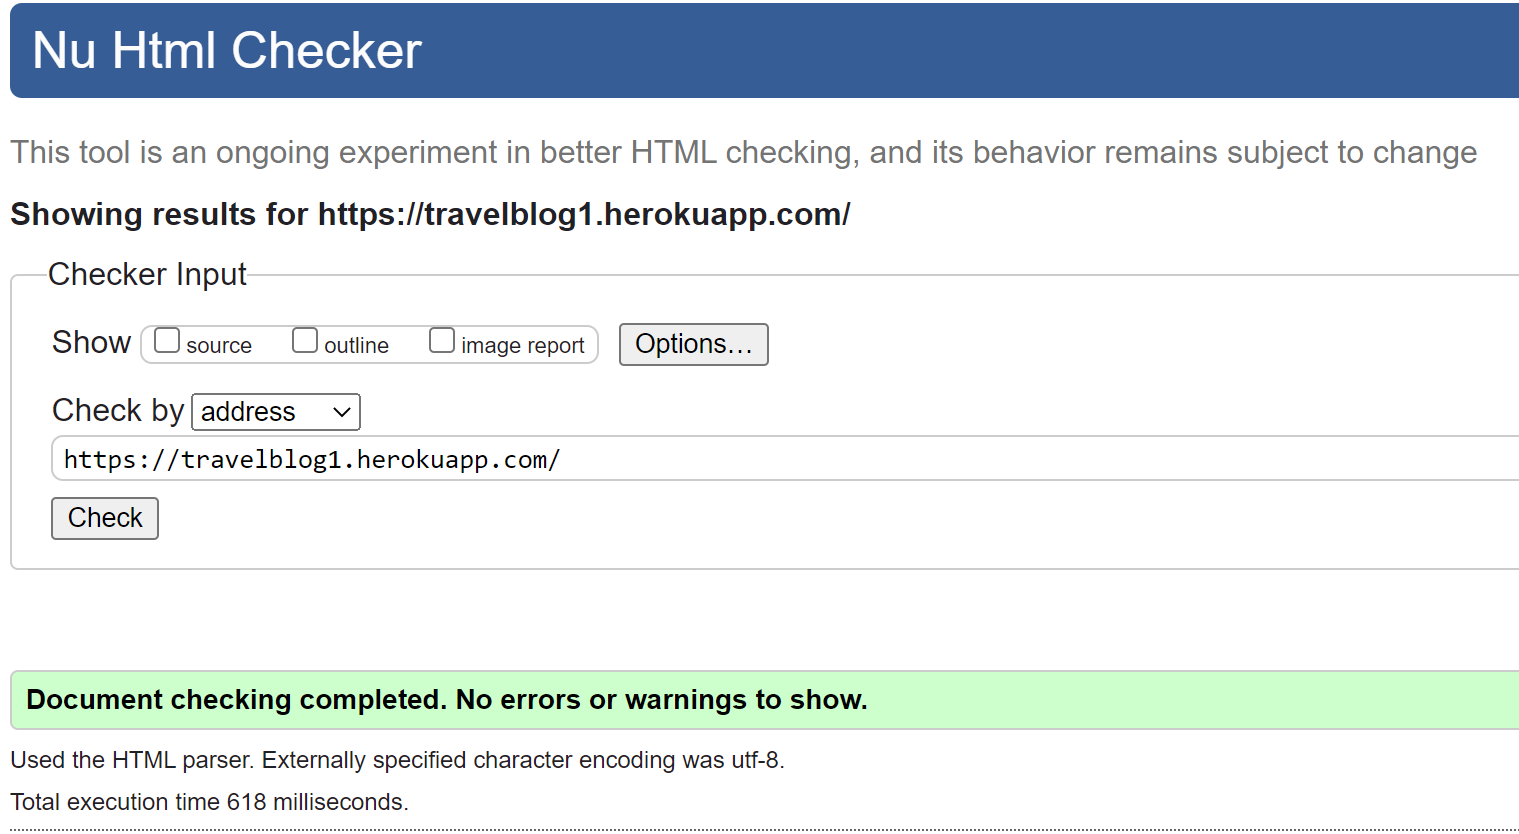 Nu Html Checker
This tool is an ongoing experiment in better HTML checking, and its behavior remains subject to change
Showing results for https://travelblog1.herokuapp.com/
Checker Input
Show source outline image report Options…
Check by address
https://travelblog1.herokuapp.com/
Check
Document checking completed. No errors or warnings to show.
Used the HTML parser. Externally specified character encoding was utf-8.
Total execution time 618 milliseconds.